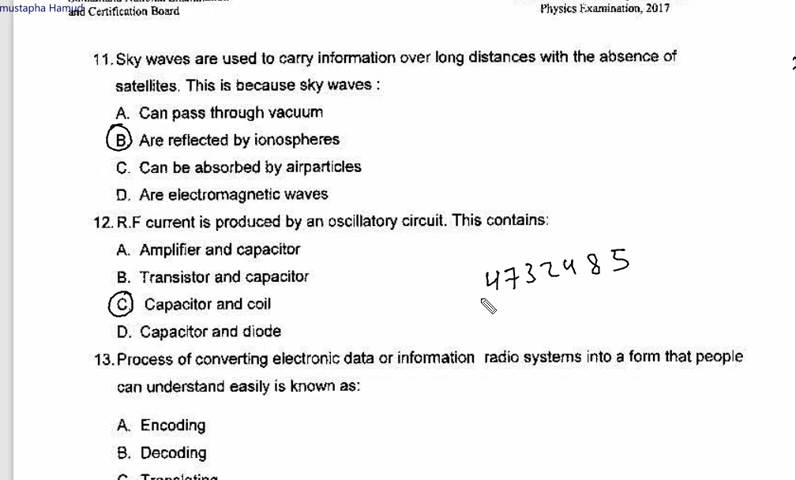 mustapha Hamud
and Certification Board
Physics Examination, 2017
11. Sky waves are used to carry information over long distances with the absence of
satellites. This is because sky waves :
A. Can pass through vacuum
B Are reflected by ionospheres
C. Can be absorbed by airparticles
D. Are electromagnetic waves
12. R.F current is produced by an oscillatory circuit. This contains:
A. Amplifier and capacitor
B. Transistor and capacitor
4732485
C Capacitor and coil
D. Capacitor and diode
13. Process of converting electronic data or information radio systems into a form that people
can understand easily is known as:
A. Encoding
B. Decoding
C. Translating